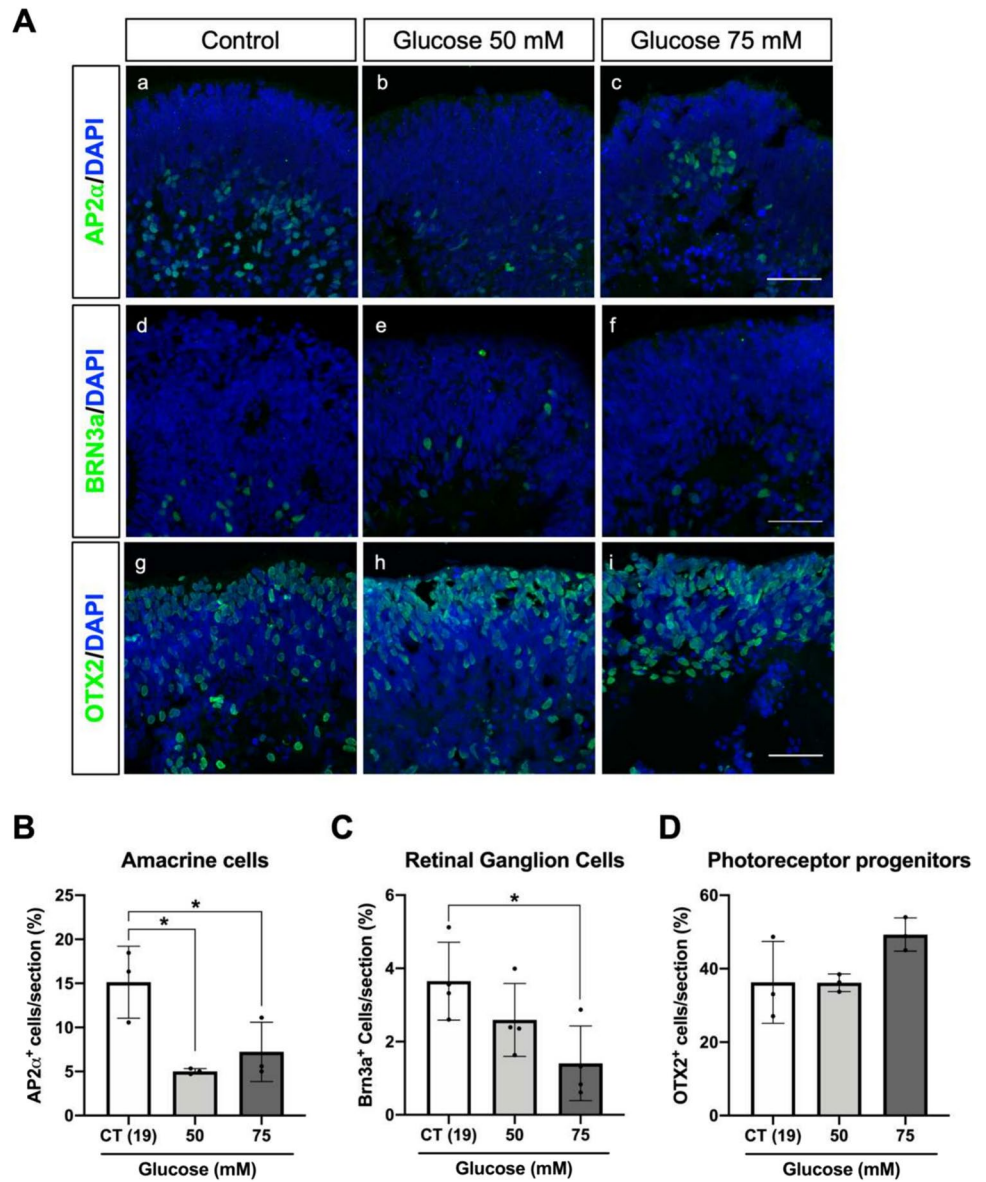 A
Control
Glucose 50 mM
Glucose 75 mM
AP2α/DAPI
a
b
c
BRN3a/DAPI
d
e
f
OTX2/DAPI
g
h
i
B
Amacrine cells
AP2α⁺ cells/section (%)
25
20
15
10
5
0
*
*
CT (19)
50
75
Glucose (mM)
C
Retinal Ganglion Cells
Brn3a⁺ Cells/section (%)
6
4
2
0
*
CT (19)
50
75
Glucose (mM)
D
Photoreceptor progenitors
OTX2⁺ cells/section (%)
60
40
20
0
CT (19)
50
75
Glucose (mM)